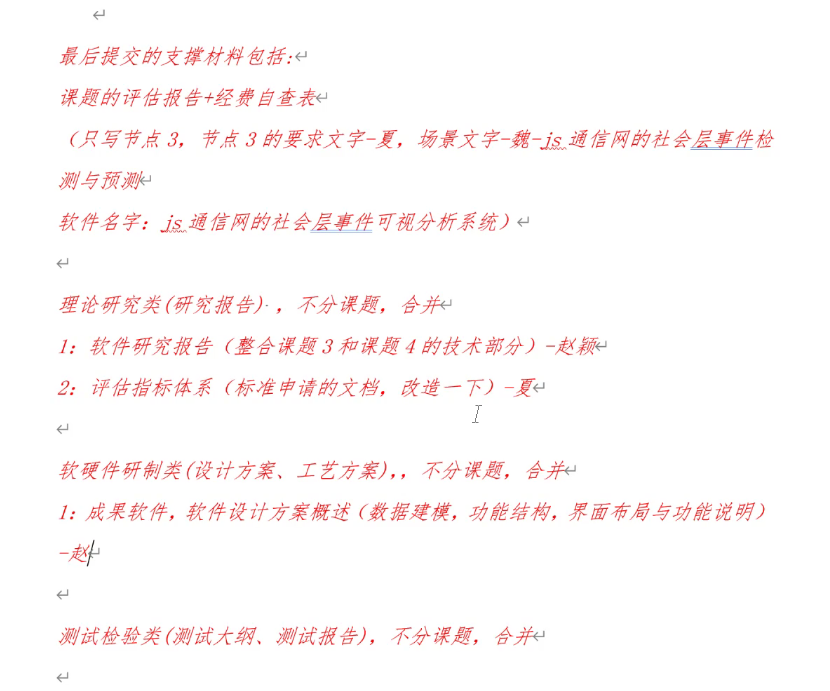 最后提交的支撑材料包括:
课题的评估报告+经费自查表
（只写节点 3，节点 3 的要求文字-夏，场景文字-魏-js 通信网的社会层事件检
测与预测
软件名字：js 通信网的社会层事件可视分析系统）
理论研究类(研究报告) ，不分课题，合并
1：软件研究报告（整合课题 3 和课题 4 的技术部分）-赵颖
2：评估指标体系（标准申请的文档，改造一下）-夏
软硬件研制类(设计方案、工艺方案),，不分课题，合并
1：成果软件，软件设计方案概述（数据建模，功能结构，界面布局与功能说明）
-赵
测试检验类(测试大纲、测试报告)，不分课题，合并